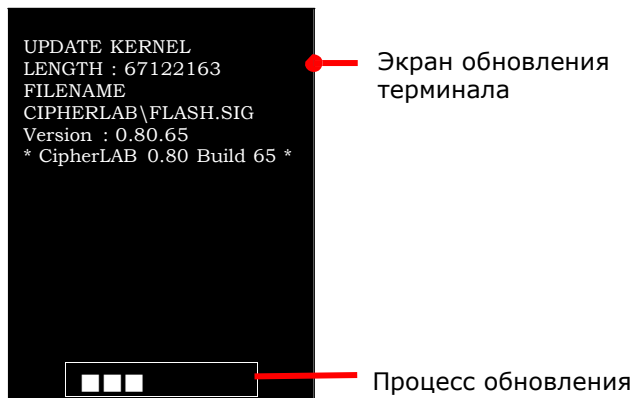 UPDATE KERNEL
LENGTH : 67122163
FILENAME
CIPHERLAB\FLASH.SIG
Version : 0.80.65
* CipherLAB 0.80 Build 65 *
Экран обновления
терминала
Процесс обновления